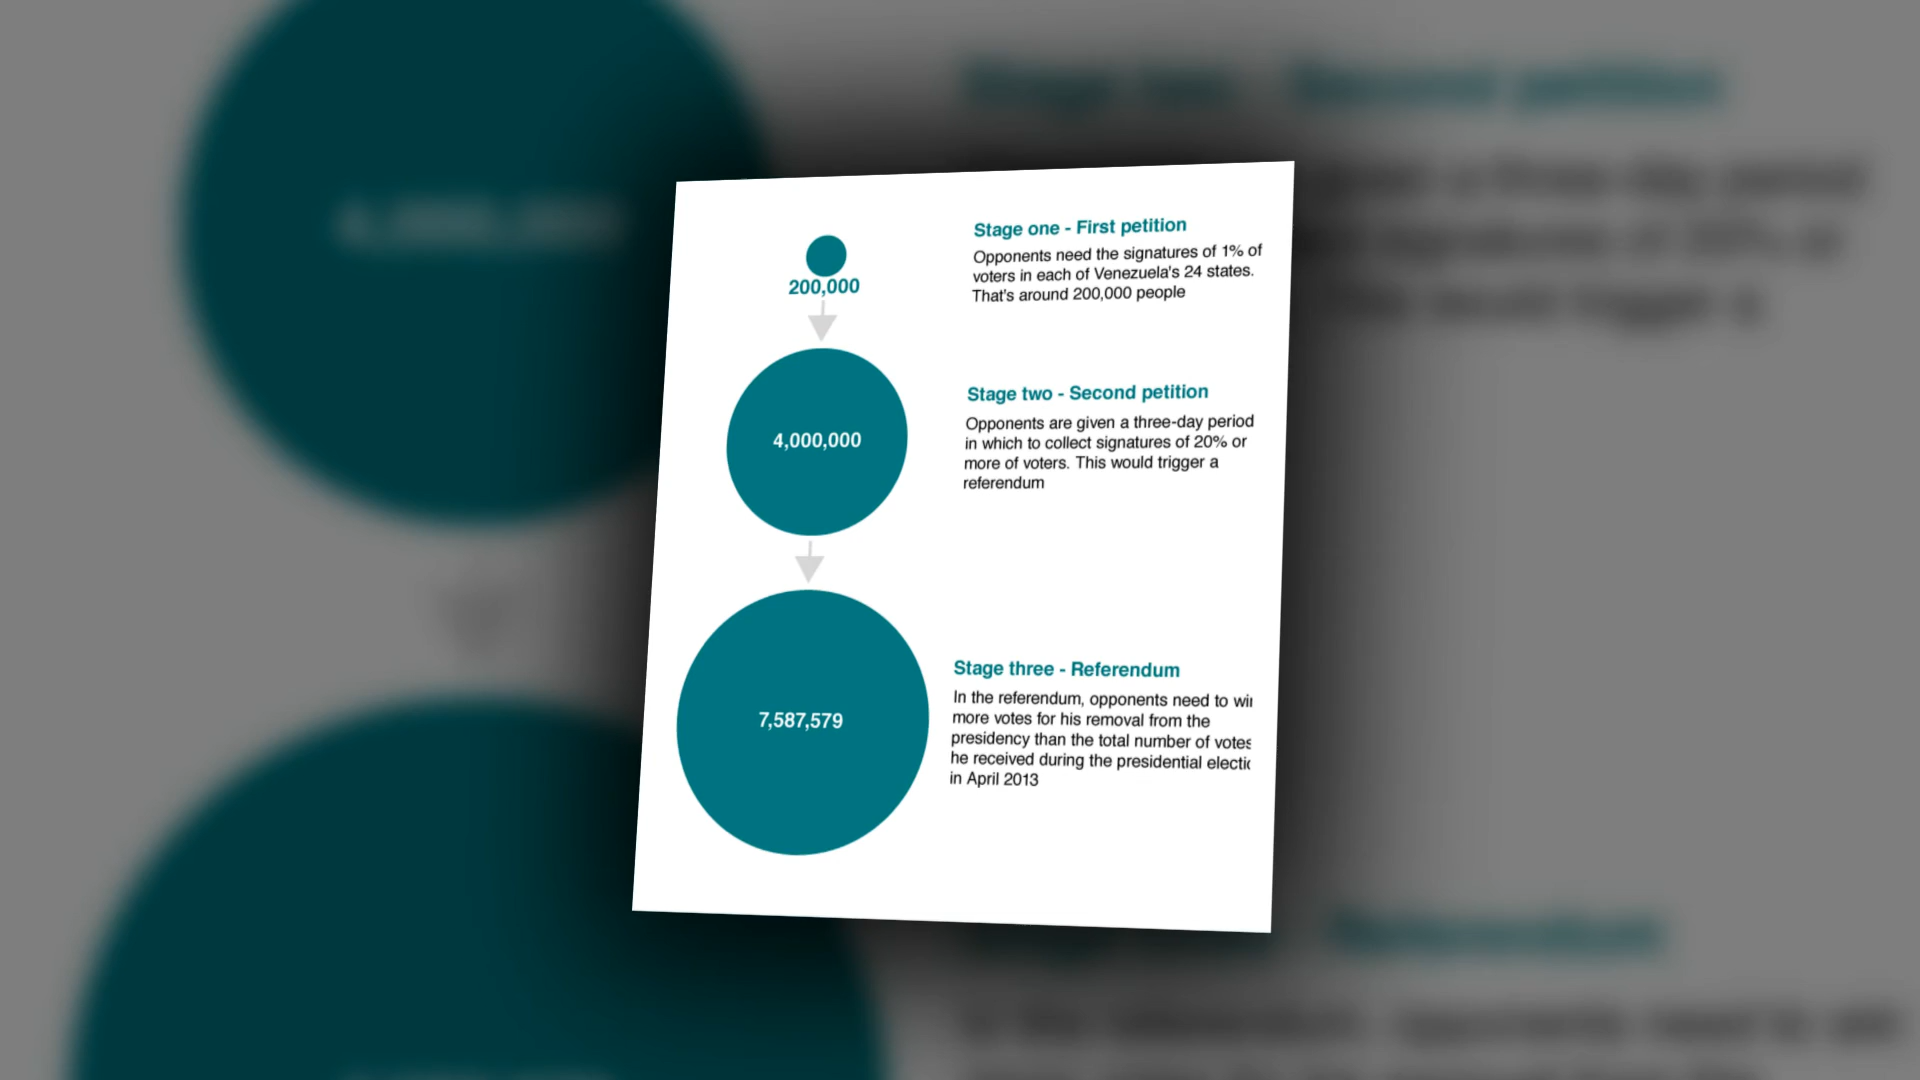 Stage one - First petition
Opponents need the signatures of 1% of
voters in each of Venezuela's 24 states.
That's around 200,000 people
200,000
Stage two - Second petition
Opponents are given a three-day period
in which to collect signatures of 20% or
more of voters. This would trigger a
referendum
4,000,000
Stage three - Referendum
In the referendum, opponents need to
more votes for his removal from the
presidency than the total number of votes
he received during the presidential
in April 2013
7,587,579